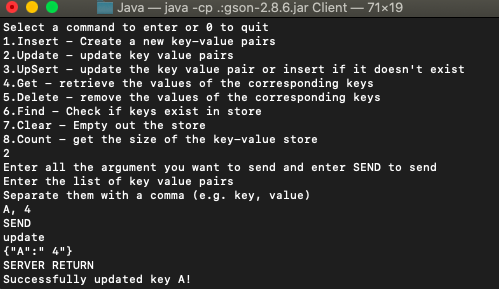 Java — java -cp .:gson-2.8.6.jar Client — 71×19
Select a command to enter or 0 to quit
1.Insert - Create a new key-value pairs
2.Update - update key value pairs
3.UpSert - update the key value pair or insert if it doesn't exist
4.Get - retrieve the values of the corresponding keys
5.Delete - remove the values of the corresponding keys
6.Find - Check if keys exist in store
7.Clear - Empty out the store
8.Count - get the size of the key-value store
2
Enter all the argument you want to send and enter SEND to send
Enter the list of key value pairs
Separate them with a comma (e.g. key, value)
A, 4
SEND
update
{"A":" 4"}
SERVER RETURN
Successfully updated key A!